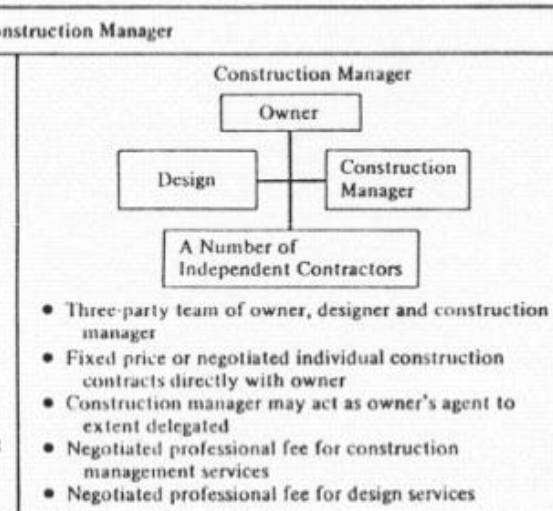 onstruction Manager
Construction Manager
Owner
Design
Construction
Manager
A Number of
Independent Contractors
• Three-party team of owner, designer and construction
manager
• Fixed price or negotiated individual construction
contracts directly with owner
• Construction manager may act as owner's agent to
extent delegated
• Negotiated professional fee for construction
management services
• Negotiated professional fee for design services